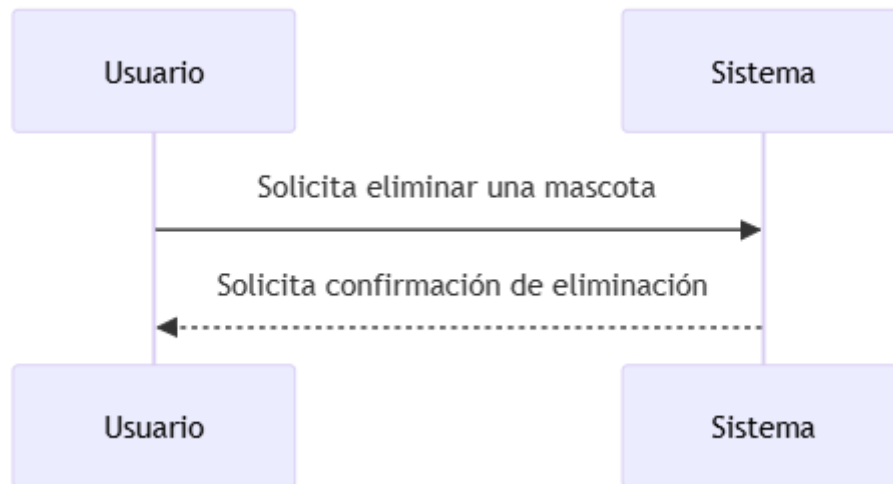 Usuario
Sistema
Solicita eliminar una mascota
Solicita confirmación de eliminación
Usuario
Sistema